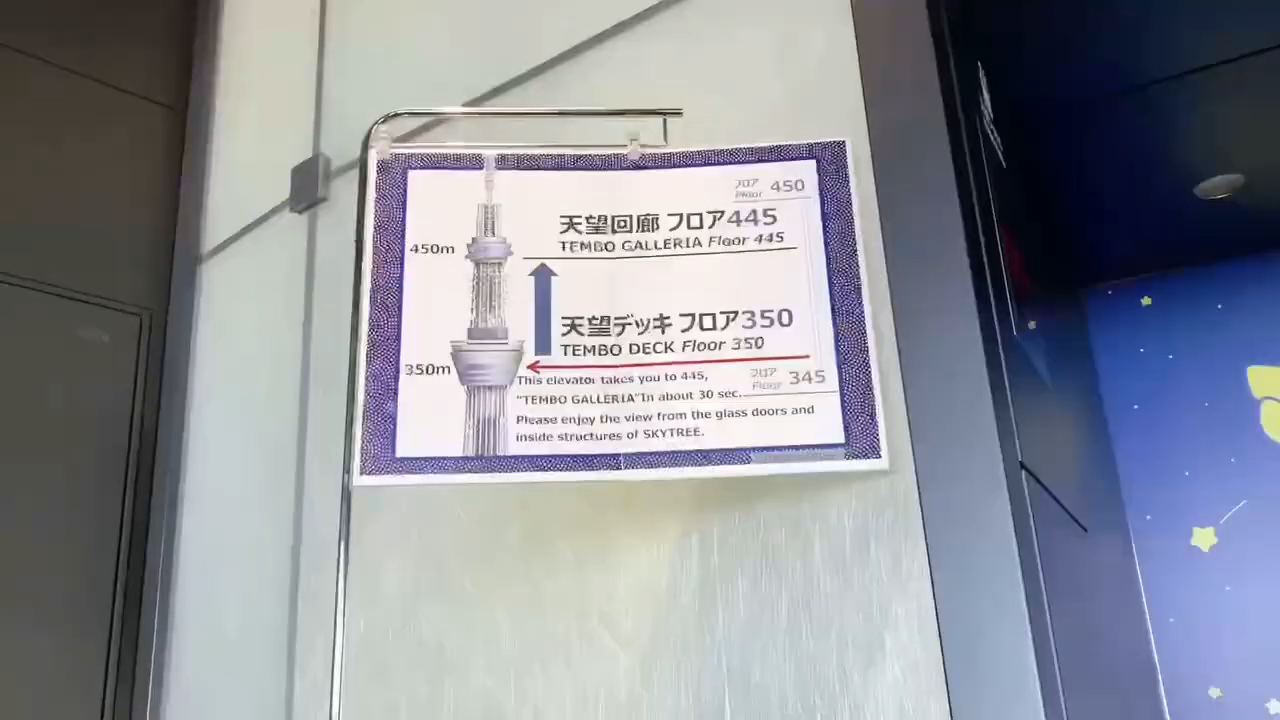 フロア
Floor 450
天望回廊 フロア445
TEMBO GALLERIA Floor 445
450m
天望デッキ フロア350
TEMBO DECK Floor 350
350m
This elevator takes you to 445,
フロア
Floor 345
"TEMBO GALLERIA"In about 30 sec.
Please enjoy the view from the glass doors and
inside structures of SKYTREE.